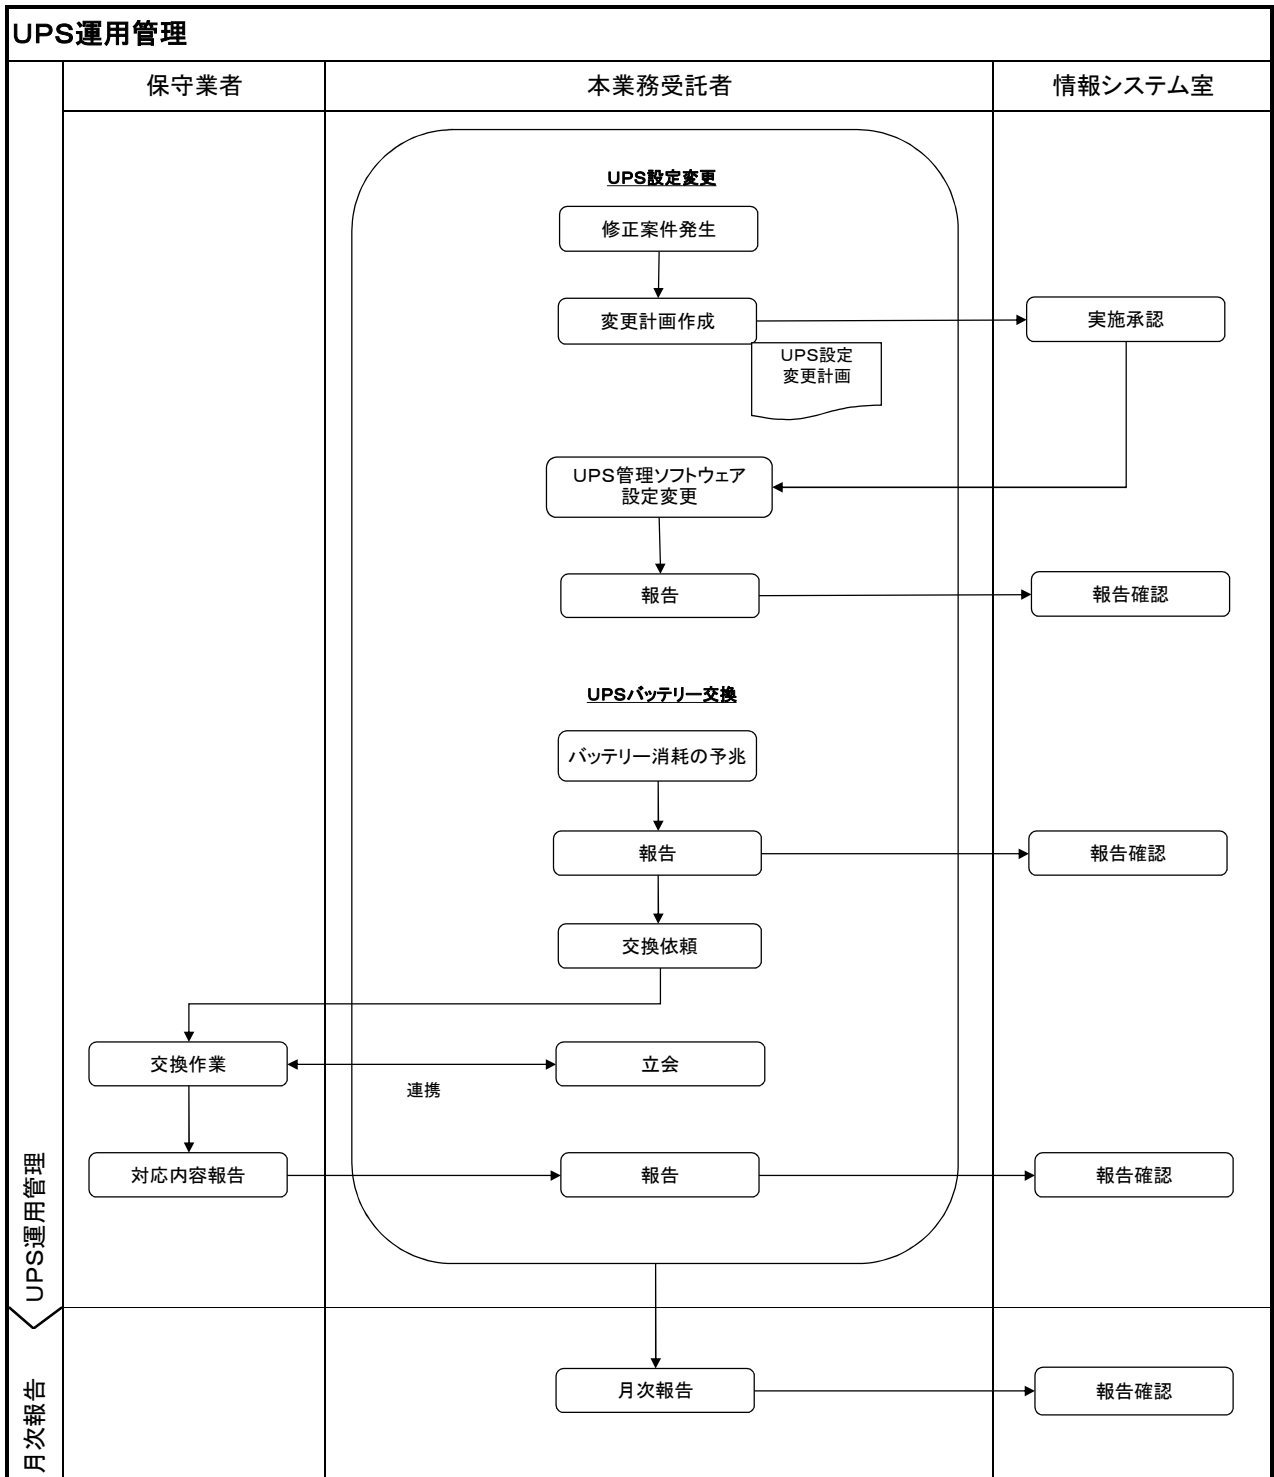 UPS運用管理
保守業者
本業務受託者
情報システム室
UPS設定変更
修正案件発生
変更計画作成
実施承認
UPS設定
変更計画
UPS管理ソフトウェア
設定変更
報告
報告確認
UPSバッテリー交換
バッテリー消耗の予兆
報告
報告確認
交換依頼
交換作業
立会
連携
対応内容報告
報告
報告確認
UPS運用管理
月次報告
報告確認
月次報告